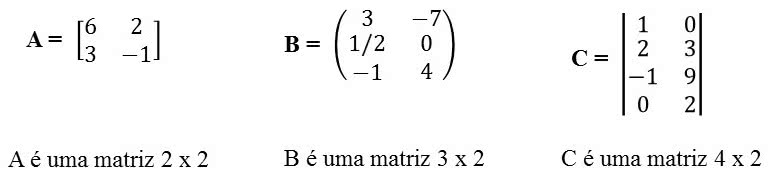 A = [6 2
3 −1]
B = (3 −7
1/2 0
−1 4)
C = |1 0
2 3
−1 9
0 2|
A é uma matriz 2 x 2
B é uma matriz 3 x 2
C é uma matriz 4 x 2